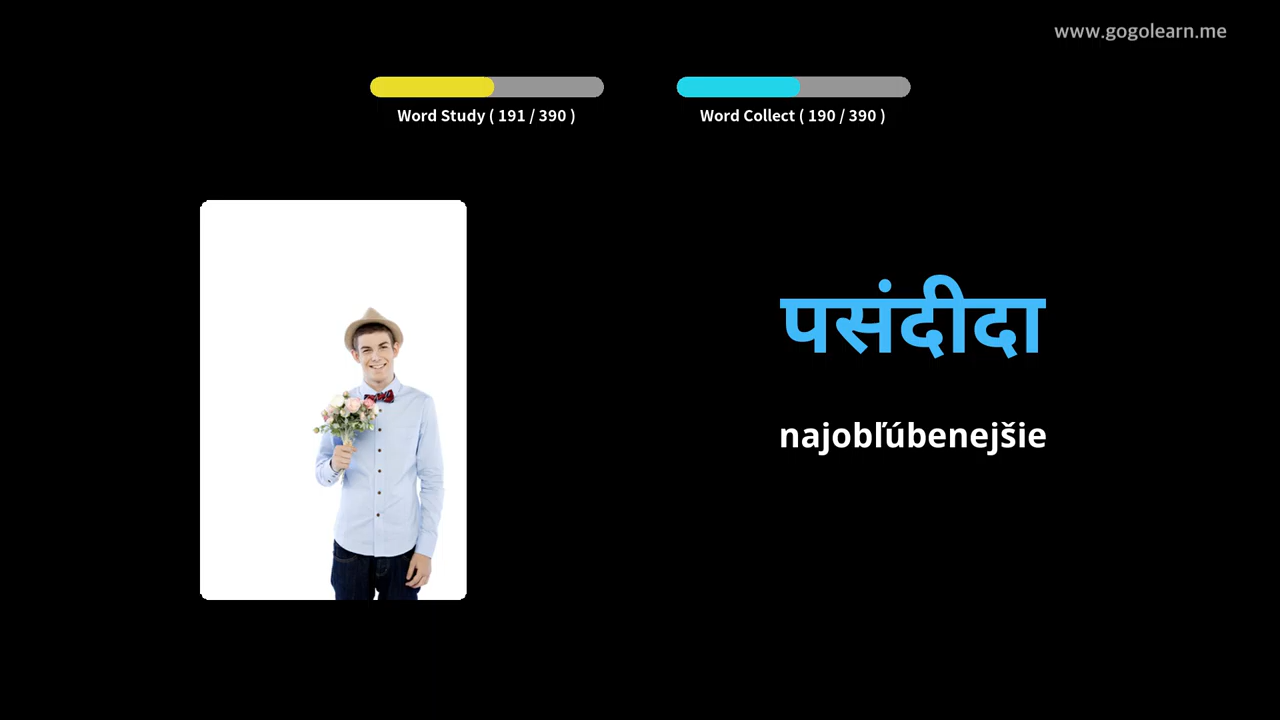 www.gogolearn.me
Word Study ( 191 / 390 )
Word Collect ( 190 / 390 )
पसंदीदा
najobľúbenejšie